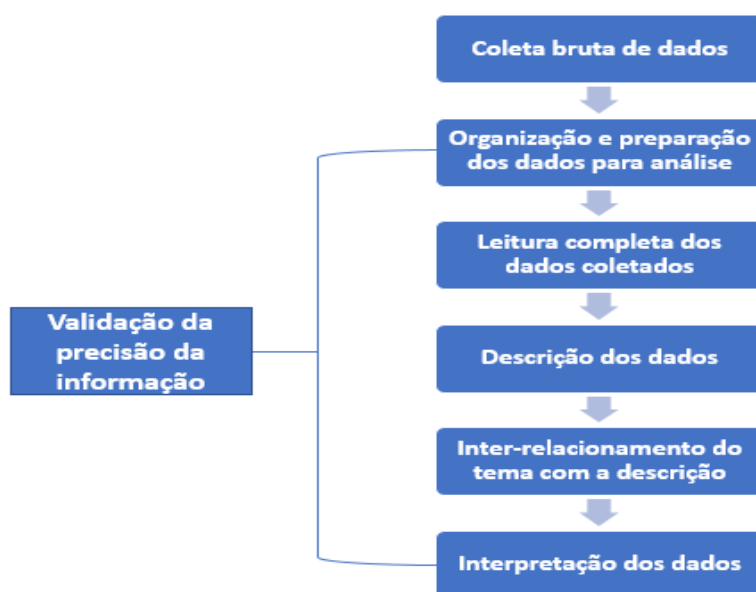 Coleta bruta de dados
Organização e preparação
dos dados para análise
Leitura completa dos
dados coletados
Validação da
precisão da
informação
Descrição dos dados
Inter-relacionamento do
tema com a descrição
Interpretação dos dados